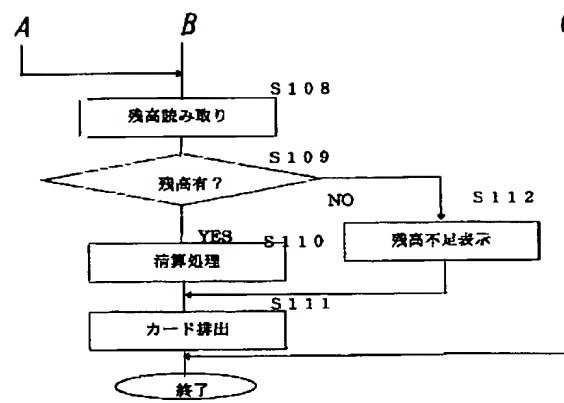 A
B
S108
残高読み取り
S109
残高有？
NO
S112
残高不足表示
YES
S110
清算処理
S111
カード排出
終了